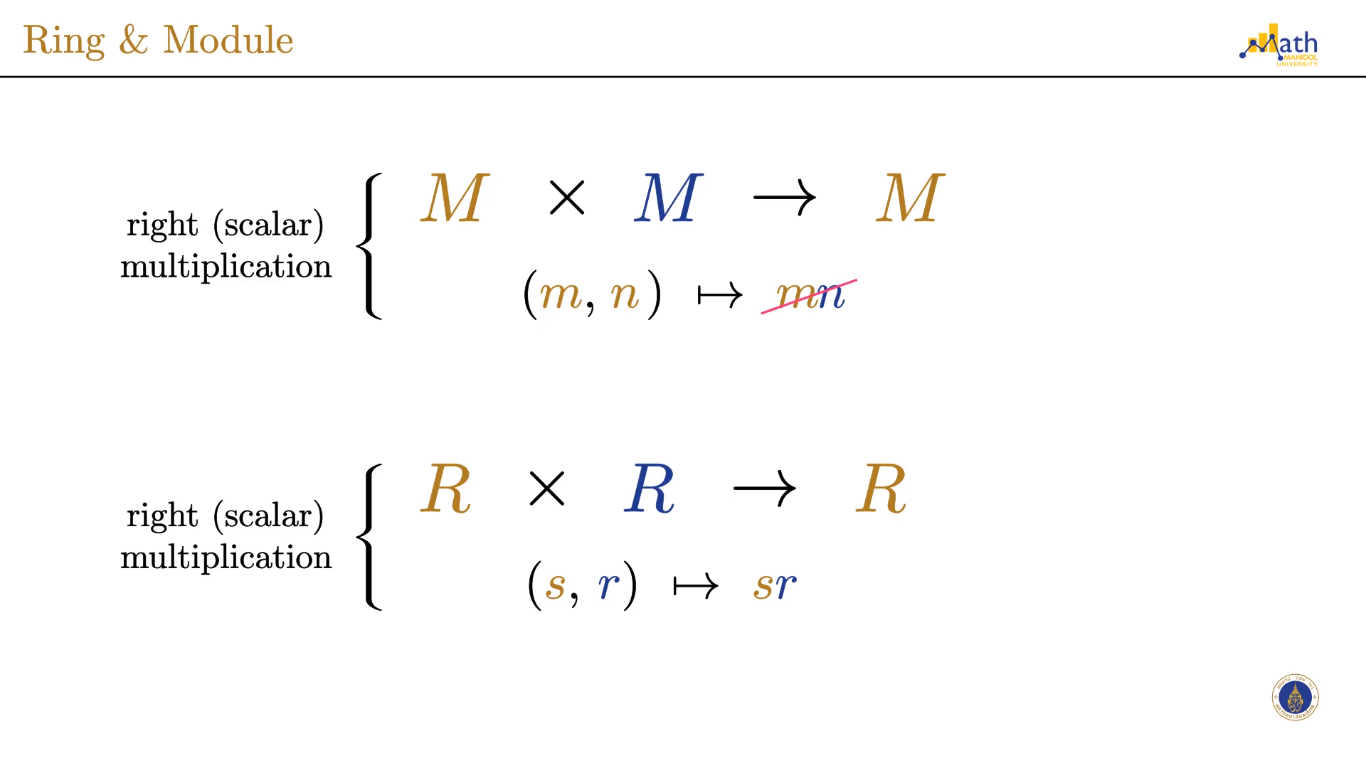 Ring & Module
Math
MAHIDOL
UNIVERSITY
M × M → M
right (scalar)
multiplication
(m, n) ↦ mn
R × R → R
right (scalar)
multiplication
(s, r) ↦ sr